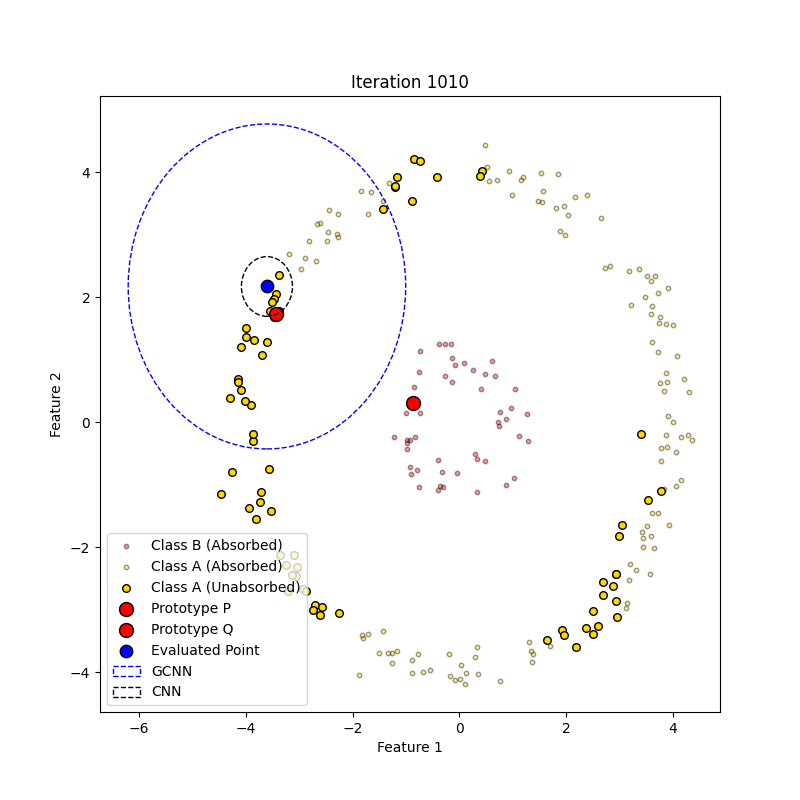 Iteration 1010
Feature 2
4
2
0
−2
−4
Class B (Absorbed)
Class A (Absorbed)
Class A (Unabsorbed)
Prototype P
Prototype Q
Evaluated Point
GCNN
CNN
−6 −4 −2 0 2 4
Feature 1